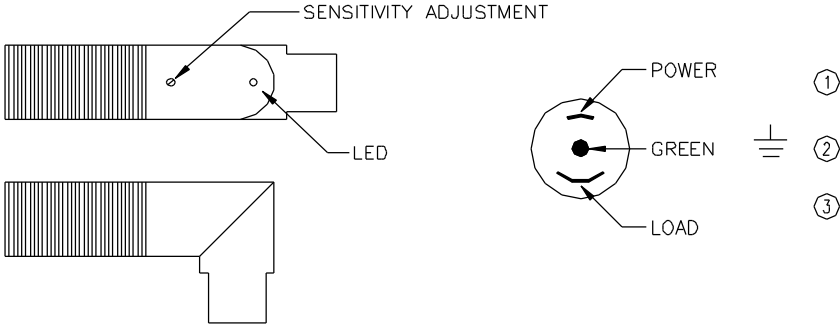 SENSITIVITY ADJUSTMENT
POWER
1
LED
GREEN
2
LOAD
3